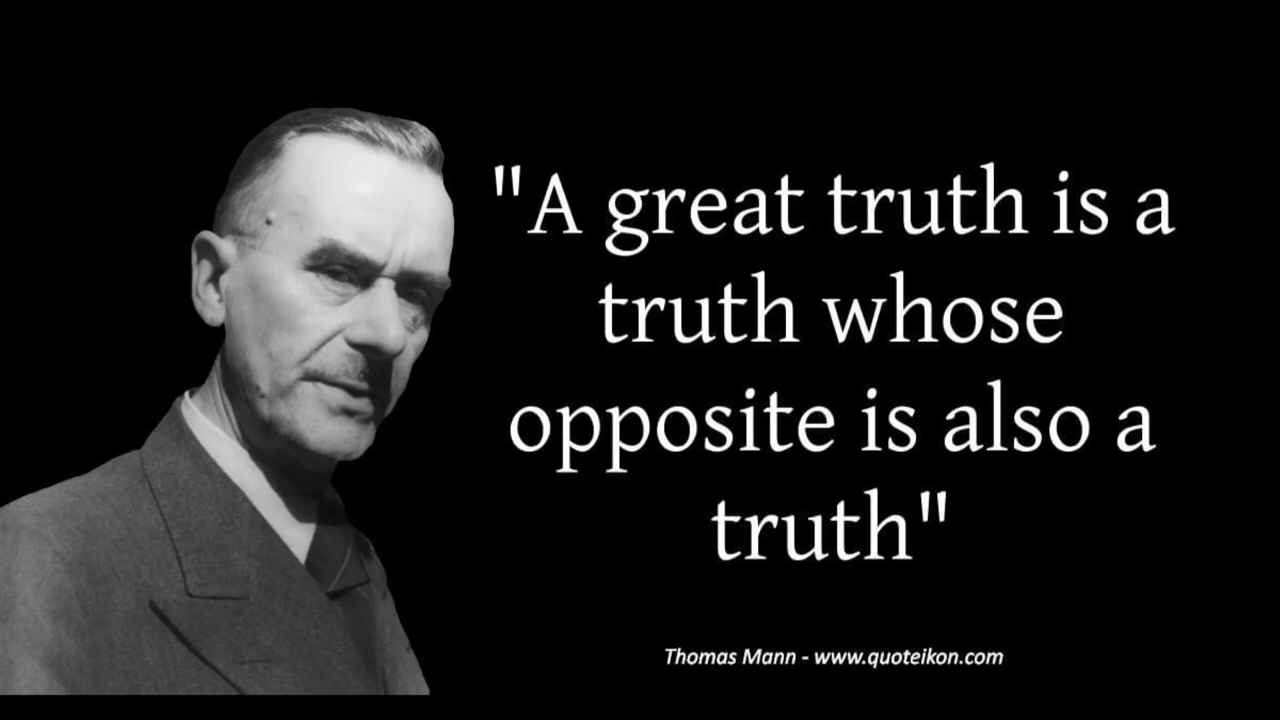 "A great truth is a
truth whose
opposite is also a
truth"
Thomas Mann - www.quoteikon.com